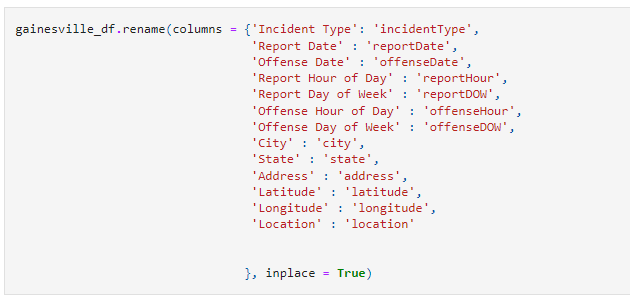 gainesville_df.rename(columns = {'Incident Type': 'incidentType',
'Report Date' : 'reportDate',
'Offense Date' : 'offenseDate',
'Report Hour of Day' : 'reportHour',
'Report Day of Week' : 'reportDOW',
'Offense Hour of Day' : 'offenseHour',
'Offense Day of Week' : 'offenseDOW',
'City' : 'city',
'State' : 'state',
'Address' : 'address',
'Latitude' : 'latitude',
'Longitude' : 'longitude',
'Location' : 'location'
}, inplace = True)